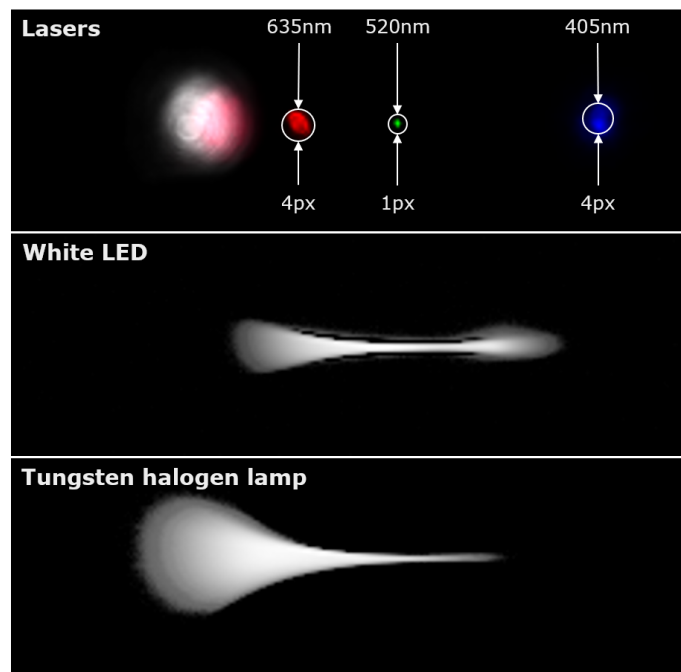 Lasers
635nm 520nm 405nm
4px 1px 4px
White LED
Tungsten halogen lamp